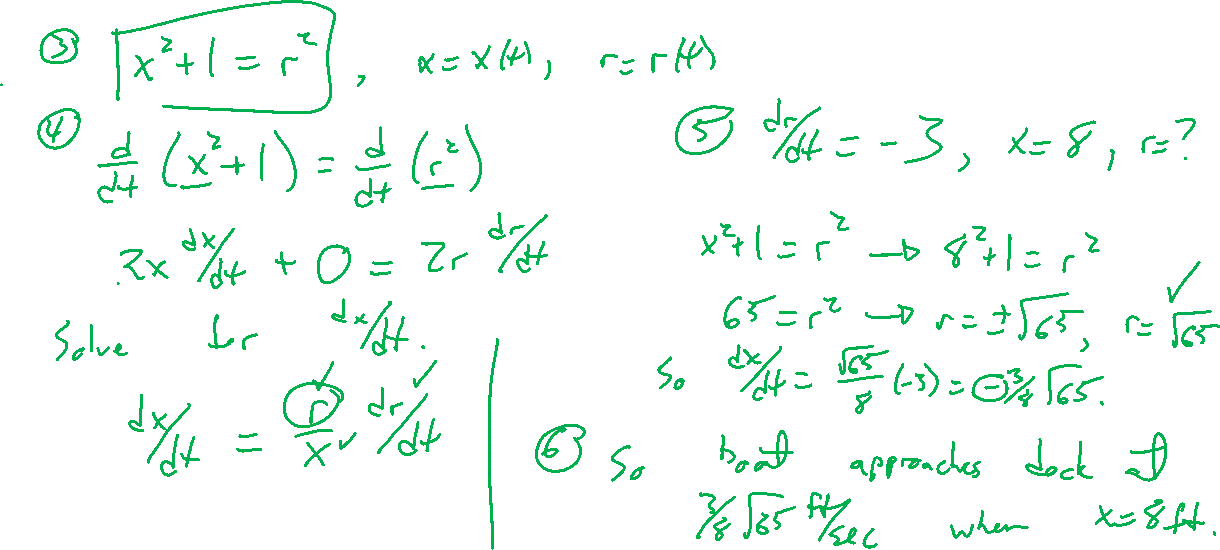 ③ x²+1 = r², x = x(t), r = r(t)
④ d/dt (x²+1) = d/dt (r²)
2x dx/dt + 0 = 2r dr/dt
Solve for dx/dt.
dx/dt = r/x dr/dt
⑤ dr/dt = -3, x = 8, r = ?
x²+1 = r² → 8²+1 = r²
65 = r² → r = ±√65, r = √65 ✓
So dx/dt = √65/8 (-3) = -3/8 √65.
⑥ So boat approaches dock at
3/8 √65 ft/sec when x = 8 ft.